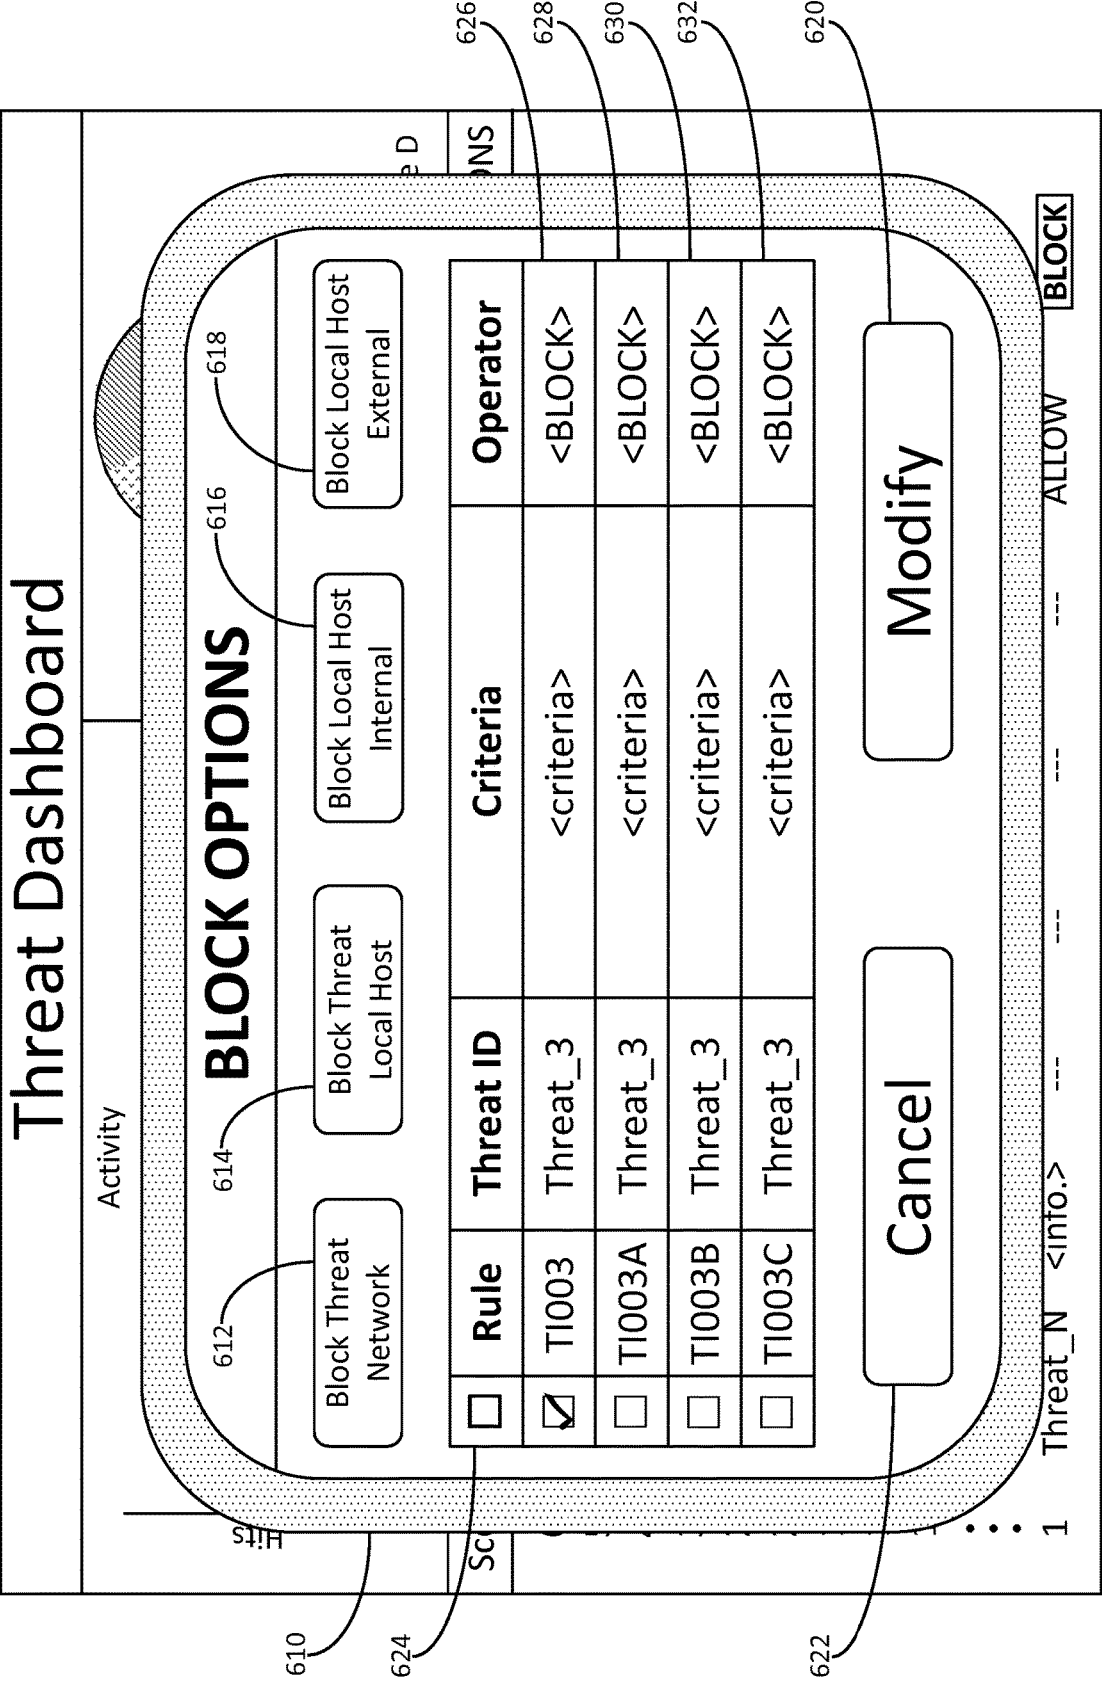 Threat Dashboard
Activity
Hits
e D
BLOCK OPTIONS
612
614
616
618
Block Threat
Network
Block Threat
Local Host
Block Local Host
Internal
Block Local Host
External
610
Sc
ONS
624
Rule Threat ID Criteria Operator
TI003 Threat_3 <criteria> <BLOCK>
626
TI003A Threat_3 <criteria> <BLOCK>
628
TI003B Threat_3 <criteria> <BLOCK>
630
TI003C Threat_3 <criteria> <BLOCK>
632
Cancel
Modify
622
620
1 Threat_N <info.> --- --- --- --- ALLOW BLOCK